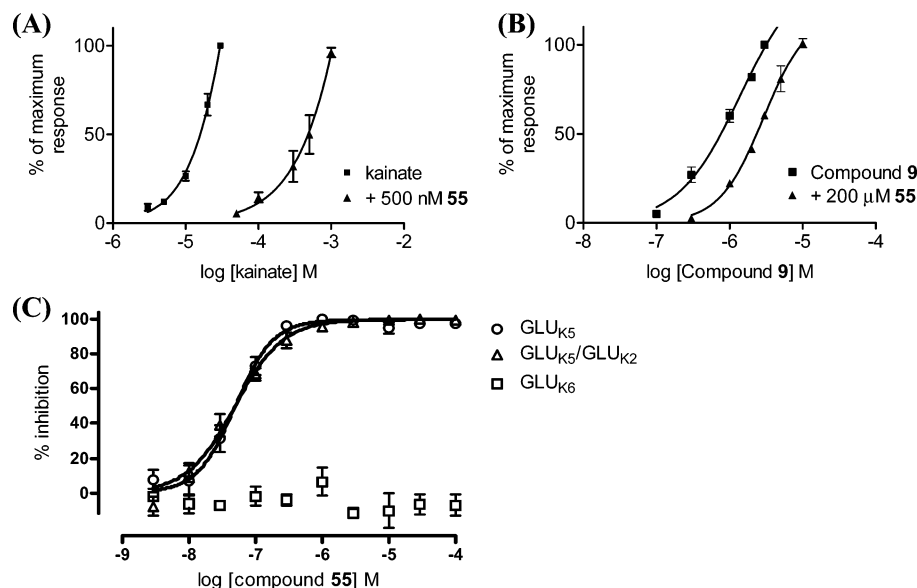 (A)
% of maximum
response
100
50
0
-6
-5
-4
-3
-2
log [kainate] M
kainate
+ 500 nM 55
(B)
% of maximum
response
100
50
0
-8
-7
-6
-5
-4
log [Compound 9] M
Compound 9
+ 200 μM 55
(C)
% inhibition
100
80
60
40
20
0
-9
-8
-7
-6
-5
-4
log [compound 55] M
GLUK5
GLUK5/GLUK2
GLUK6